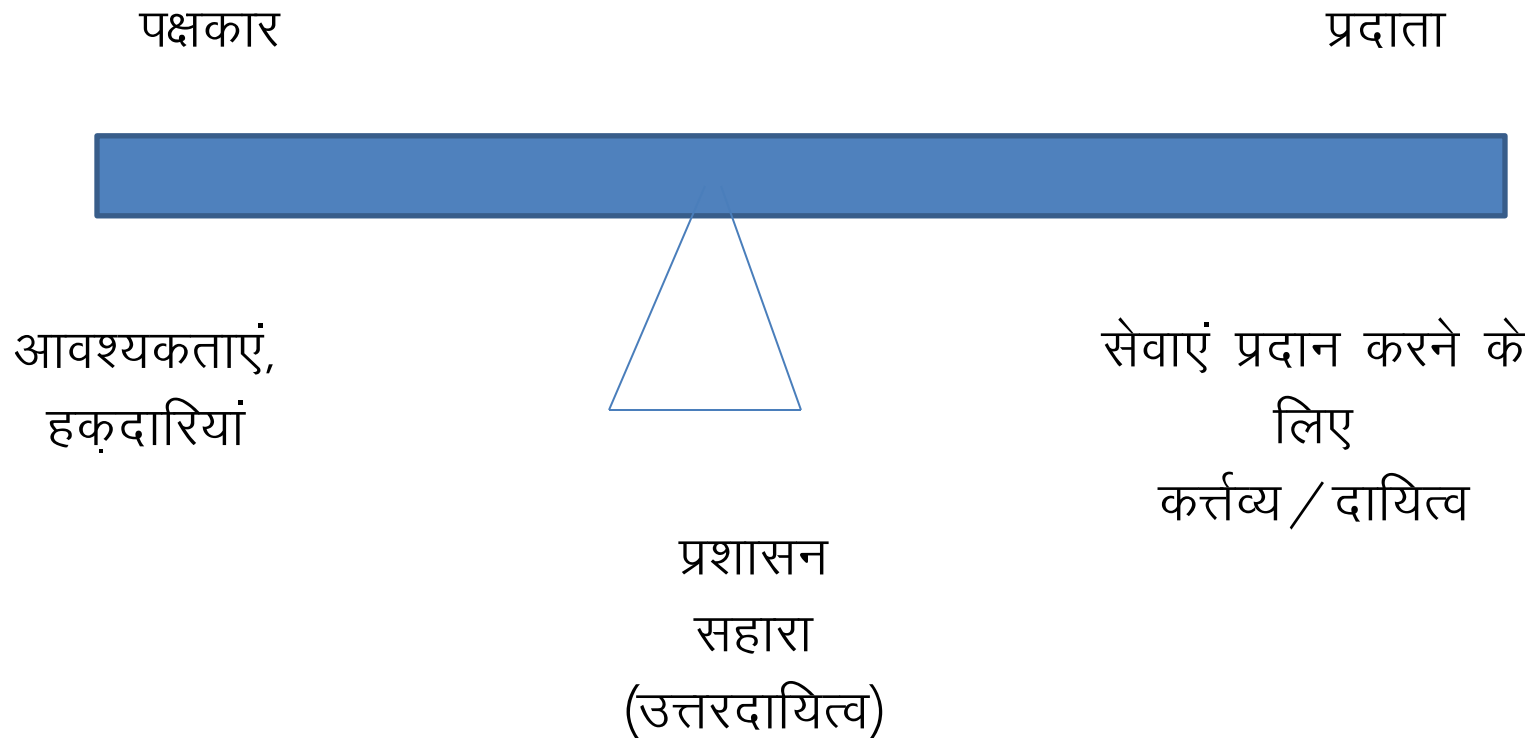 पक्षकार
प्रदाता
आवश्यकताएं,
हक़दारियां
सेवाएं प्रदान करने के
लिए
कर्त्तव्य / दायित्व
प्रशासन
सहारा
(उत्तरदायित्व)